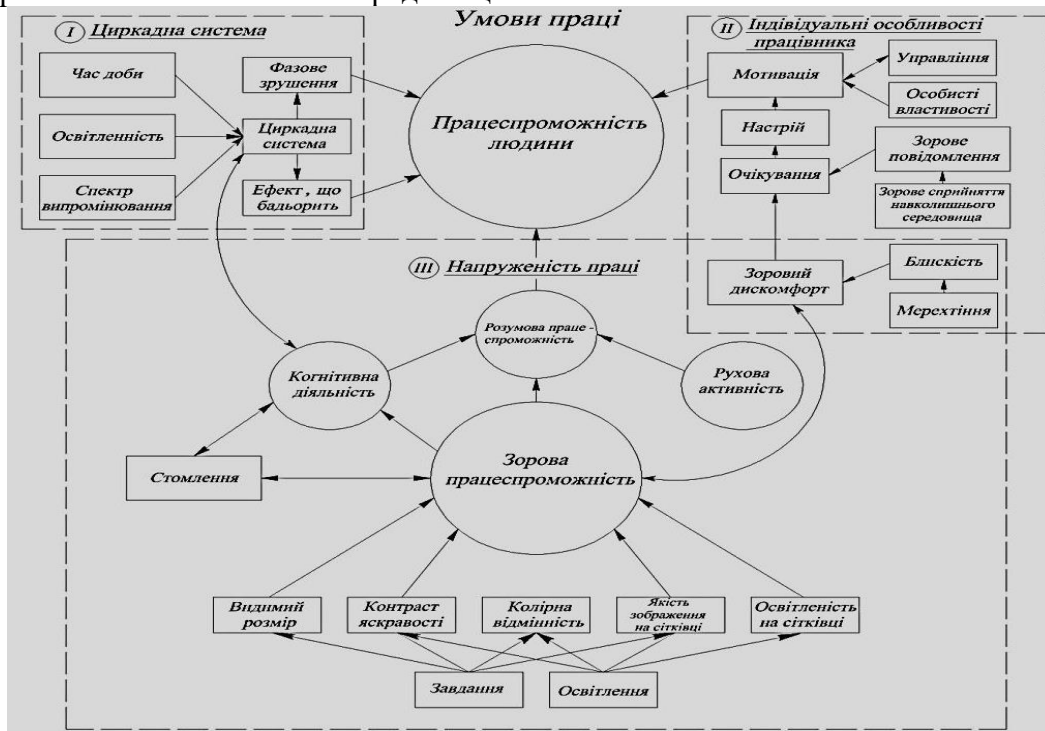 Умови праці
I Циркадна система
Час доби
Освітленність
Спектр
випромінювання
Фазове
зрушення
Циркадна
система
Ефект, що
бадьорить
Працеспроможність
людини
II Індивідуальні особливості
працівника
Мотивація
Управління
Особисті
властивості
Настрій
Очікування
Зорове
повідомлення
Зорове сприйняття
навколишнього
середовища
Зоровий
дискомфорт
Блискість
Мерехтіння
III Напруженість праці
Розумова праце -
спроможність
Когнітивна
діяльність
Рухова
активність
Стомлення
Зорова
працеспроможність
Видимий
розмір
Контраст
яскравості
Колірна
відмінність
Якість
зображення
на сітківці
Освітленість
на сітківці
Завдання
Освітлення